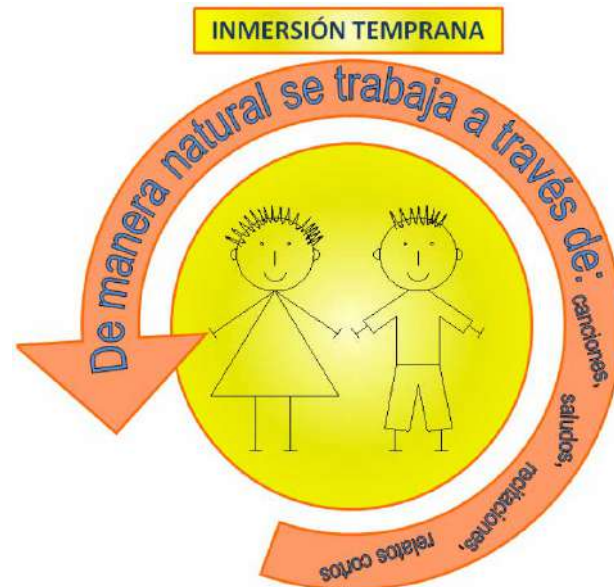 INMERSIÓN TEMPRANA
De manera natural se trabaja a través de:
canciones,
saludos,
recitaciones,
relatos cortos